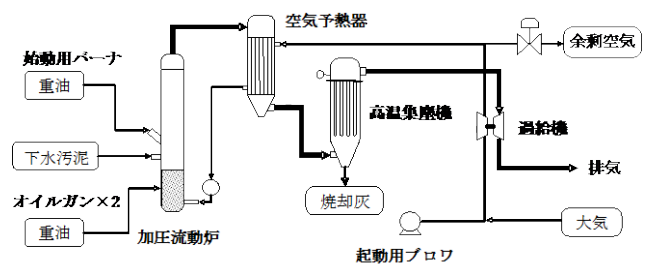 空気予熱器
余剰空気
始動用バーナ
重油
高温集塵機
過給機
下水汚泥
排気
オイルガン×2
焼却灰
重油
大気
加圧流動炉
起動用ブロワ